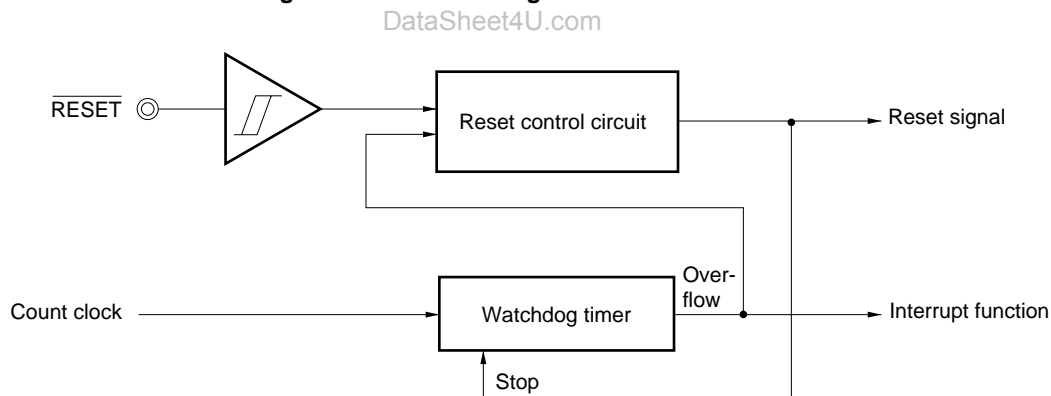 DataSheet4U.com
RESET
Reset control circuit
Reset signal
Over-
flow
Count clock
Watchdog timer
Interrupt function
Stop